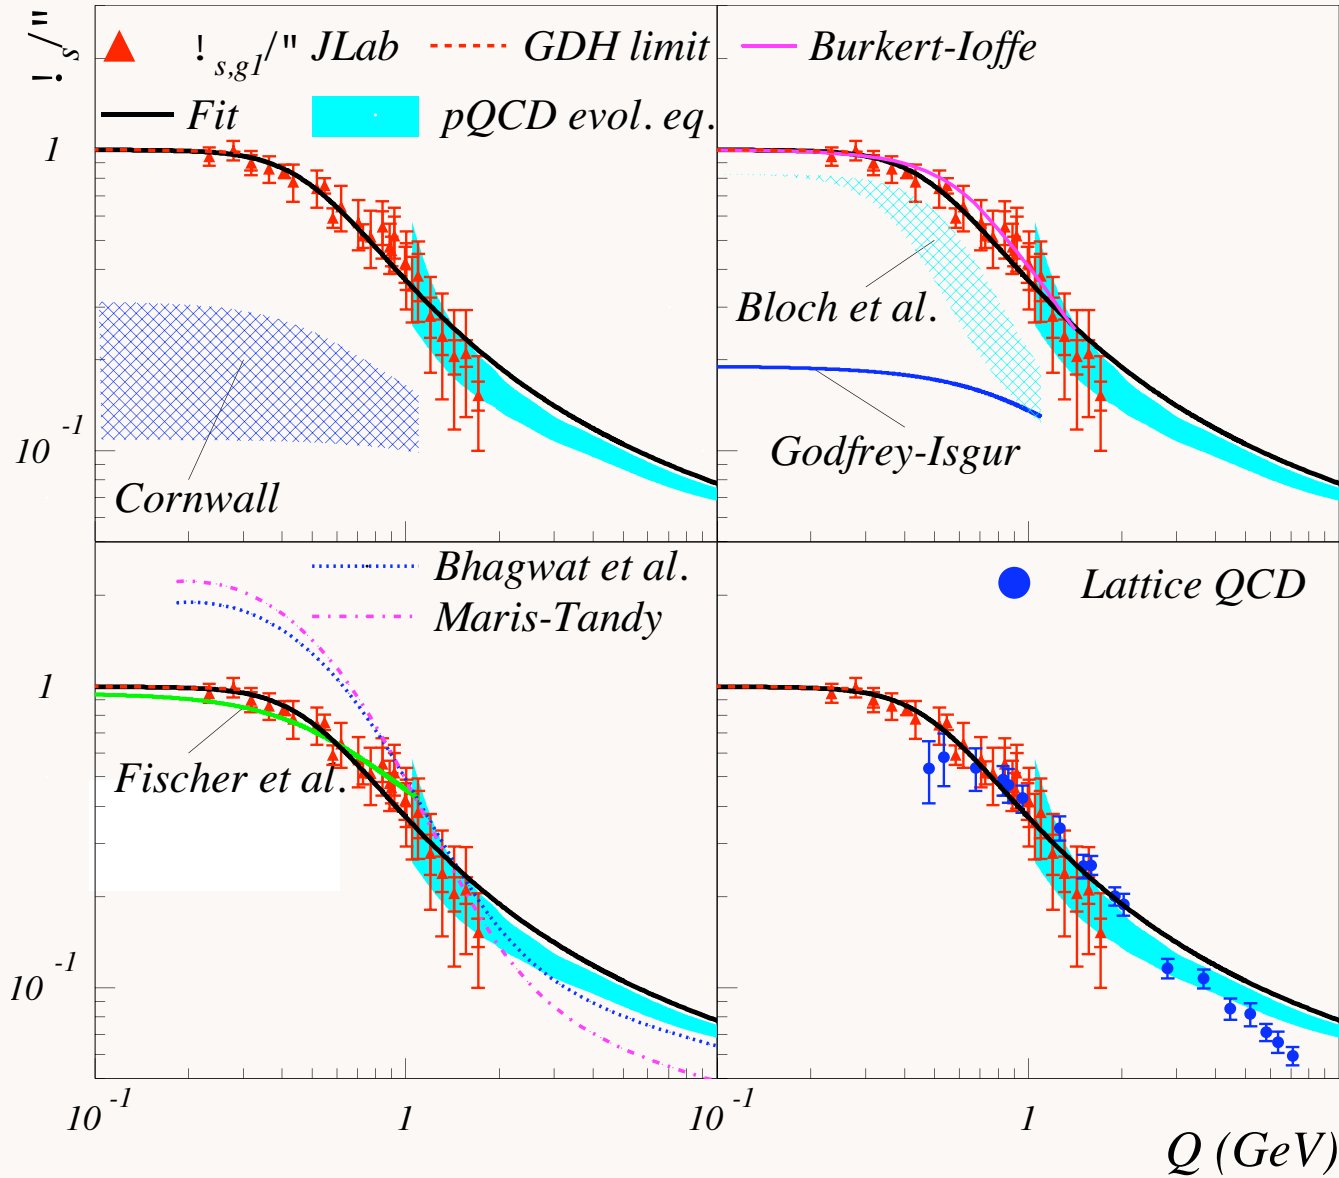 !s/"
!s,g1/" JLab
GDH limit
Burkert-Ioffe
Fit
pQCD evol. eq.
1
Bloch et al.
10 -1
Godfrey-Isgur
Cornwall
Bhagwat et al.
Maris-Tandy
Lattice QCD
1
Fischer et al.
10 -1
10 -1
1
10 -1
1
Q (GeV)